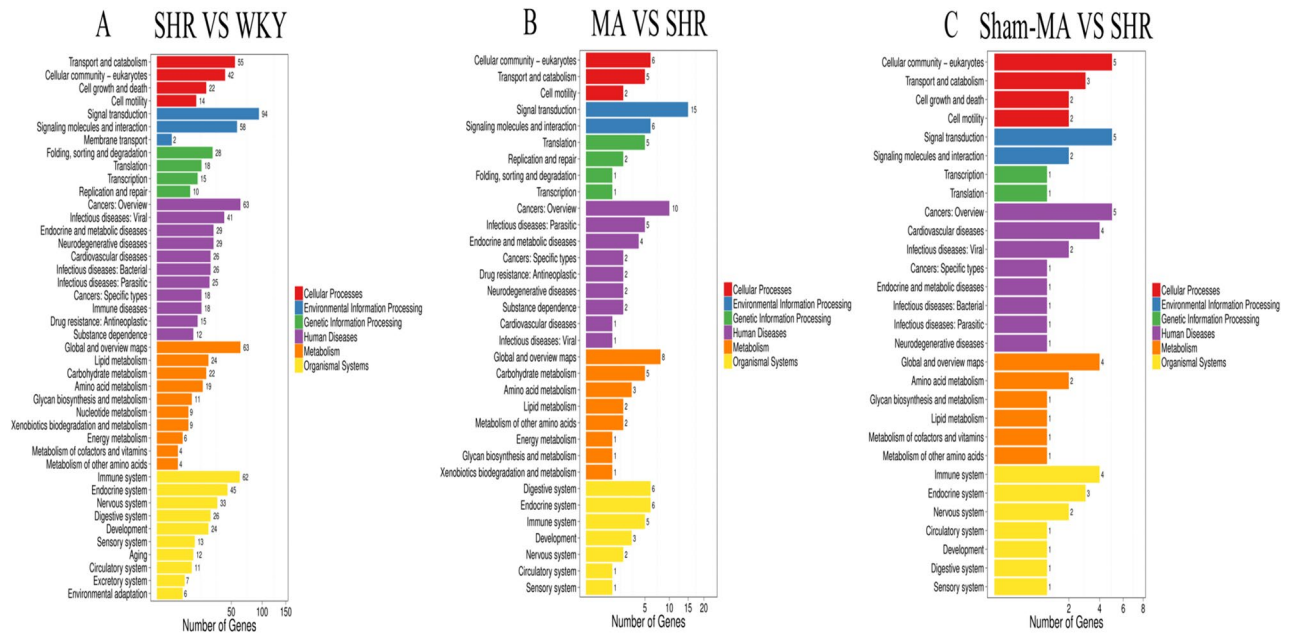 A SHR VS WKY
Transport and catabolism 55
Cellular community – eukaryotes 42
Cell growth and death 22
Cell motility 14
Signal transduction 94
Signaling molecules and interaction 58
Membrane transport 2
Folding, sorting and degradation 28
Translation 18
Transcription 15
Replication and repair 10
Cancers: Overview 63
Infectious diseases: Viral 41
Endocrine and metabolic diseases 29
Neurodegenerative diseases 29
Cardiovascular diseases 26
Infectious diseases: Bacterial 26
Infectious diseases: Parasitic 25
Cancers: Specific types 18
Immune diseases 18
Drug resistance: Antineoplastic 15
Substance dependence 12
Global and overview maps 63
Lipid metabolism 24
Carbohydrate metabolism 22
Amino acid metabolism 19
Glycan biosynthesis and metabolism 11
Nucleotide metabolism 9
Xenobiotics biodegradation and metabolism 9
Energy metabolism 6
Metabolism of cofactors and vitamins 4
Metabolism of other amino acids 4
Immune system 62
Endocrine system 45
Nervous system 33
Digestive system 26
Development 24
Sensory system 13
Aging 12
Circulatory system 11
Excretory system 7
Environmental adaptation 6
50 100 150
Number of Genes
Cellular Processes
Environmental Information Processing
Genetic Information Processing
Human Diseases
Metabolism
Organismal Systems
B MA VS SHR
Cellular community – eukaryotes 6
Transport and catabolism 5
Cell motility 2
Signal transduction 15
Signaling molecules and interaction 6
Translation 5
Replication and repair 2
Folding, sorting and degradation 1
Transcription 1
Cancers: Overview 10
Infectious diseases: Parasitic 5
Endocrine and metabolic diseases 4
Cancers: Specific types 2
Drug resistance: Antineoplastic 2
Neurodegenerative diseases 2
Substance dependence 2
Cardiovascular diseases 1
Infectious diseases: Viral 1
Global and overview maps 8
Carbohydrate metabolism 5
Amino acid metabolism 3
Lipid metabolism 2
Metabolism of other amino acids 2
Energy metabolism 1
Glycan biosynthesis and metabolism 1
Xenobiotics biodegradation and metabolism 1
Digestive system 6
Endocrine system 6
Immune system 5
Development 3
Nervous system 2
Circulatory system 1
Sensory system 1
5 10 15 20
Number of Genes
Cellular Processes
Environmental Information Processing
Genetic Information Processing
Human Diseases
Metabolism
Organismal Systems
C Sham-MA VS SHR
Cellular community – eukaryotes 5
Transport and catabolism 3
Cell growth and death 2
Cell motility 2
Signal transduction 5
Signaling molecules and interaction 2
Transcription 1
Translation 1
Cancers: Overview 5
Cardiovascular diseases 4
Infectious diseases: Viral 2
Cancers: Specific types 1
Endocrine and metabolic diseases 1
Infectious diseases: Bacterial 1
Infectious diseases: Parasitic 1
Neurodegenerative diseases 1
Global and overview maps 4
Amino acid metabolism 2
Glycan biosynthesis and metabolism 1
Lipid metabolism 1
Metabolism of cofactors and vitamins 1
Metabolism of other amino acids 1
Immune system 4
Endocrine system 3
Nervous system 2
Circulatory system 1
Development 1
Digestive system 1
Sensory system 1
2 4 6 8
Number of Genes
Cellular Processes
Environmental Information Processing
Genetic Information Processing
Human Diseases
Metabolism
Organismal Systems